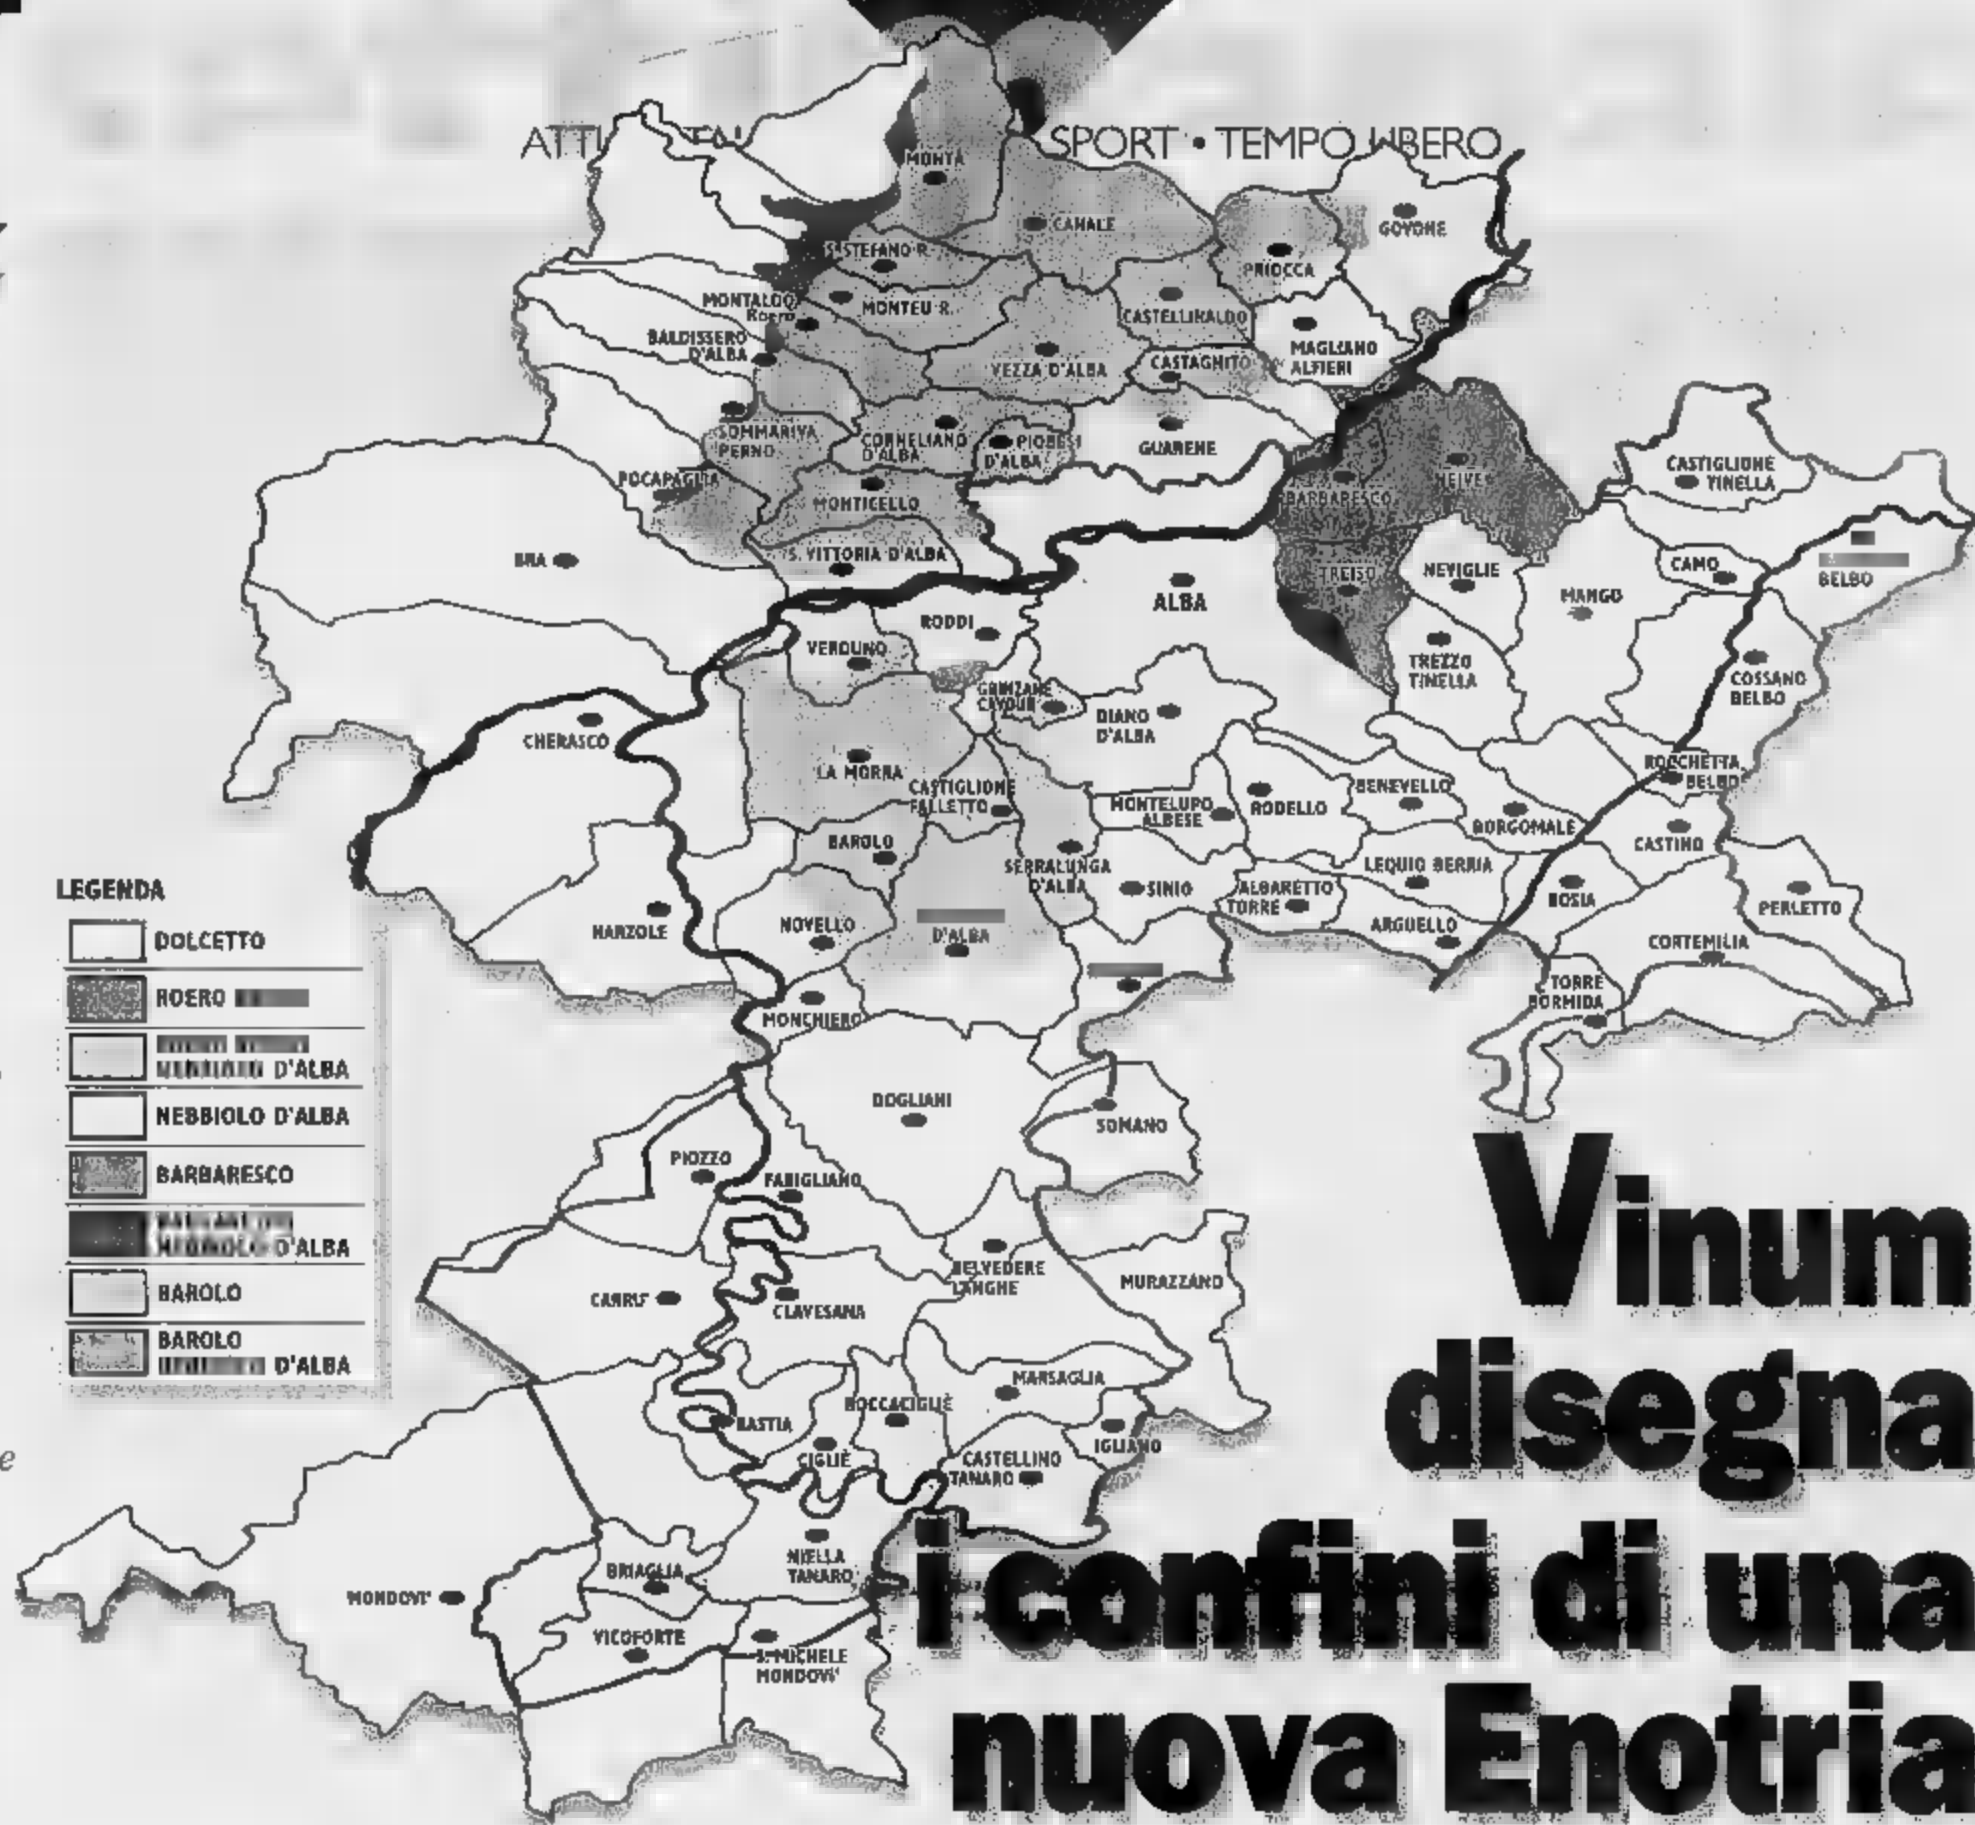 SPORT • TEMPO LIBERO
MONTÀ
CANALE
GOVONE
S. STEFANO R.
PRIOCCA
MONTALDO
Roero
MONTEU R.
CASTELLINALDO
BALDISSERO
D'ALBA
MAGLIANO
ALFIERI
VEZZA D'ALBA
CASTAGNITO
SOMMARIVA
PERNO
CORNELIANO
D'ALBA
PIOBESI
D'ALBA
GUARENE
CASTIGLIONE
TINELLA
POCAPAGLIA
MONTICELLO
BARBARESCO
NEIVE
BRA
S. VITTORIA D'ALBA
TREISO
NEVIGLIE
CAMO
BELBO
ALBA
MANGO
RODDI
VERDUNO
TREZZO
TINELLA
COSSANO
BELBO
GRINZANE
CAVOUR
DIANO
D'ALBA
CHERASCO
LA MORRA
CASTIGLIONE
FALLETTO
MONTELUPO
ALBESE
RODELLO
BENEVELLO
ROCCHETTA
BELBO
BORGOMALE
BAROLO
SERRALUNGA
D'ALBA
SINIO
LEQUIO BERRIA
CASTINO
ALBARETTO
TORRE
ARGUELLO
BOSIA
PERLETTO
NARZOLE
NOVELLO
D'ALBA
CORTEMILIA
MONCHIERO
TORRE
BORMIDA
LEGENDA
DOLCETTO
ROERO
D'ALBA
NEBBIOLO D'ALBA
BARBARESCO
D'ALBA
BAROLO
BAROLO
D'ALBA
DOGLIANI
SOMANO
PIOZZO
FARIGLIANO
BELVEDERE
LANGHE
MURAZZANO
CARRU'
CLAVESANA
MARSAGLIA
ROCCACIGLIÈ
BASTIA
CIGLIÈ
IGLIANO
CASTELLINO
TANARO
NIELLA
TANARO
BRIAGLIA
MONDOVI'
VICOFORTE
S. MICHELE
MONDOVI'
Vinum
disegna
i confini di una
nuova Enotria